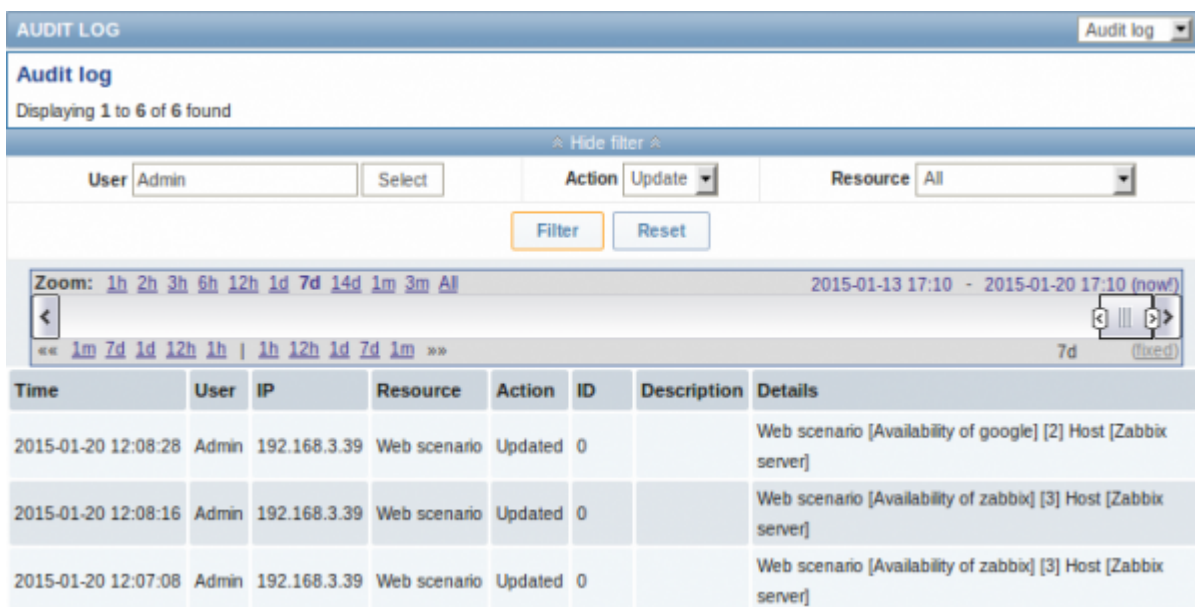 AUDIT LOG Audit log
Audit log
Displaying 1 to 6 of 6 found
Hide filter
User Admin Select Action Update Resource All
Filter Reset
Zoom: 1h 2h 3h 6h 12h 1d 7d 14d 1m 3m All 2015-01-13 17:10 - 2015-01-20 17:10 (now!)
«« 1m 7d 1d 12h 1h | 1h 12h 1d 7d 1m »» 7d (fixed)
Time User IP Resource Action ID Description Details
2015-01-20 12:08:28 Admin 192.168.3.39 Web scenario Updated 0 Web scenario [Availability of google] [2] Host [Zabbix
server]
2015-01-20 12:08:16 Admin 192.168.3.39 Web scenario Updated 0 Web scenario [Availability of zabbix] [3] Host [Zabbix
server]
2015-01-20 12:07:08 Admin 192.168.3.39 Web scenario Updated 0 Web scenario [Availability of zabbix] [3] Host [Zabbix
server]